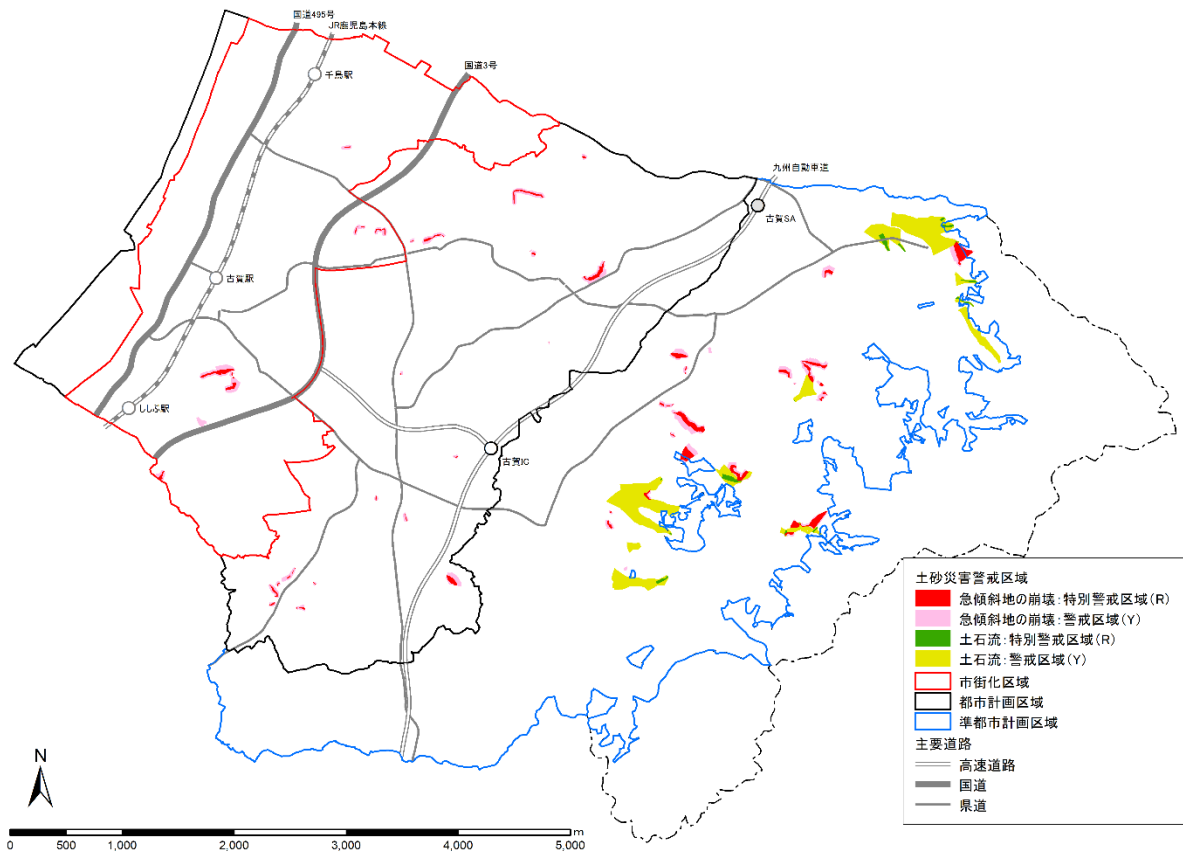 国道495号
JR鹿児島本線
国道3号
千鳥駅
九州自動車道
古賀SA
古賀駅
ししぶ駅
古賀IC
土砂災害警戒区域
急傾斜地の崩壊:特別警戒区域(R)
急傾斜地の崩壊:警戒区域(Y)
土石流:特別警戒区域(R)
土石流:警戒区域(Y)
市街化区域
都市計画区域
準都市計画区域
主要道路
高速道路
国道
県道
N
m
0 500 1,000 2,000 3,000 4,000 5,000